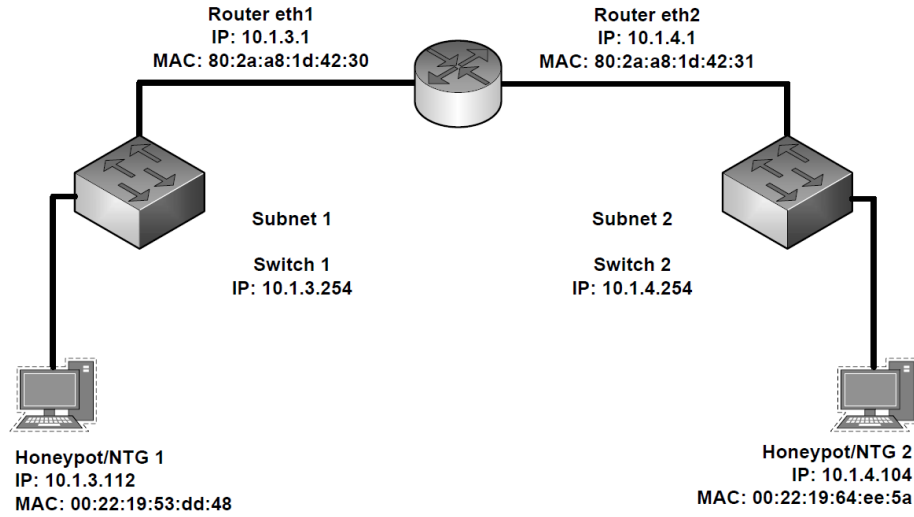 Router eth1
IP: 10.1.3.1
MAC: 80:2a:a8:1d:42:30
Router eth2
IP: 10.1.4.1
MAC: 80:2a:a8:1d:42:31
Subnet 1
Switch 1
IP: 10.1.3.254
Subnet 2
Switch 2
IP: 10.1.4.254
Honeypot/NTG 1
IP: 10.1.3.112
MAC: 00:22:19:53:dd:48
Honeypot/NTG 2
IP: 10.1.4.104
MAC: 00:22:19:64:ee:5a